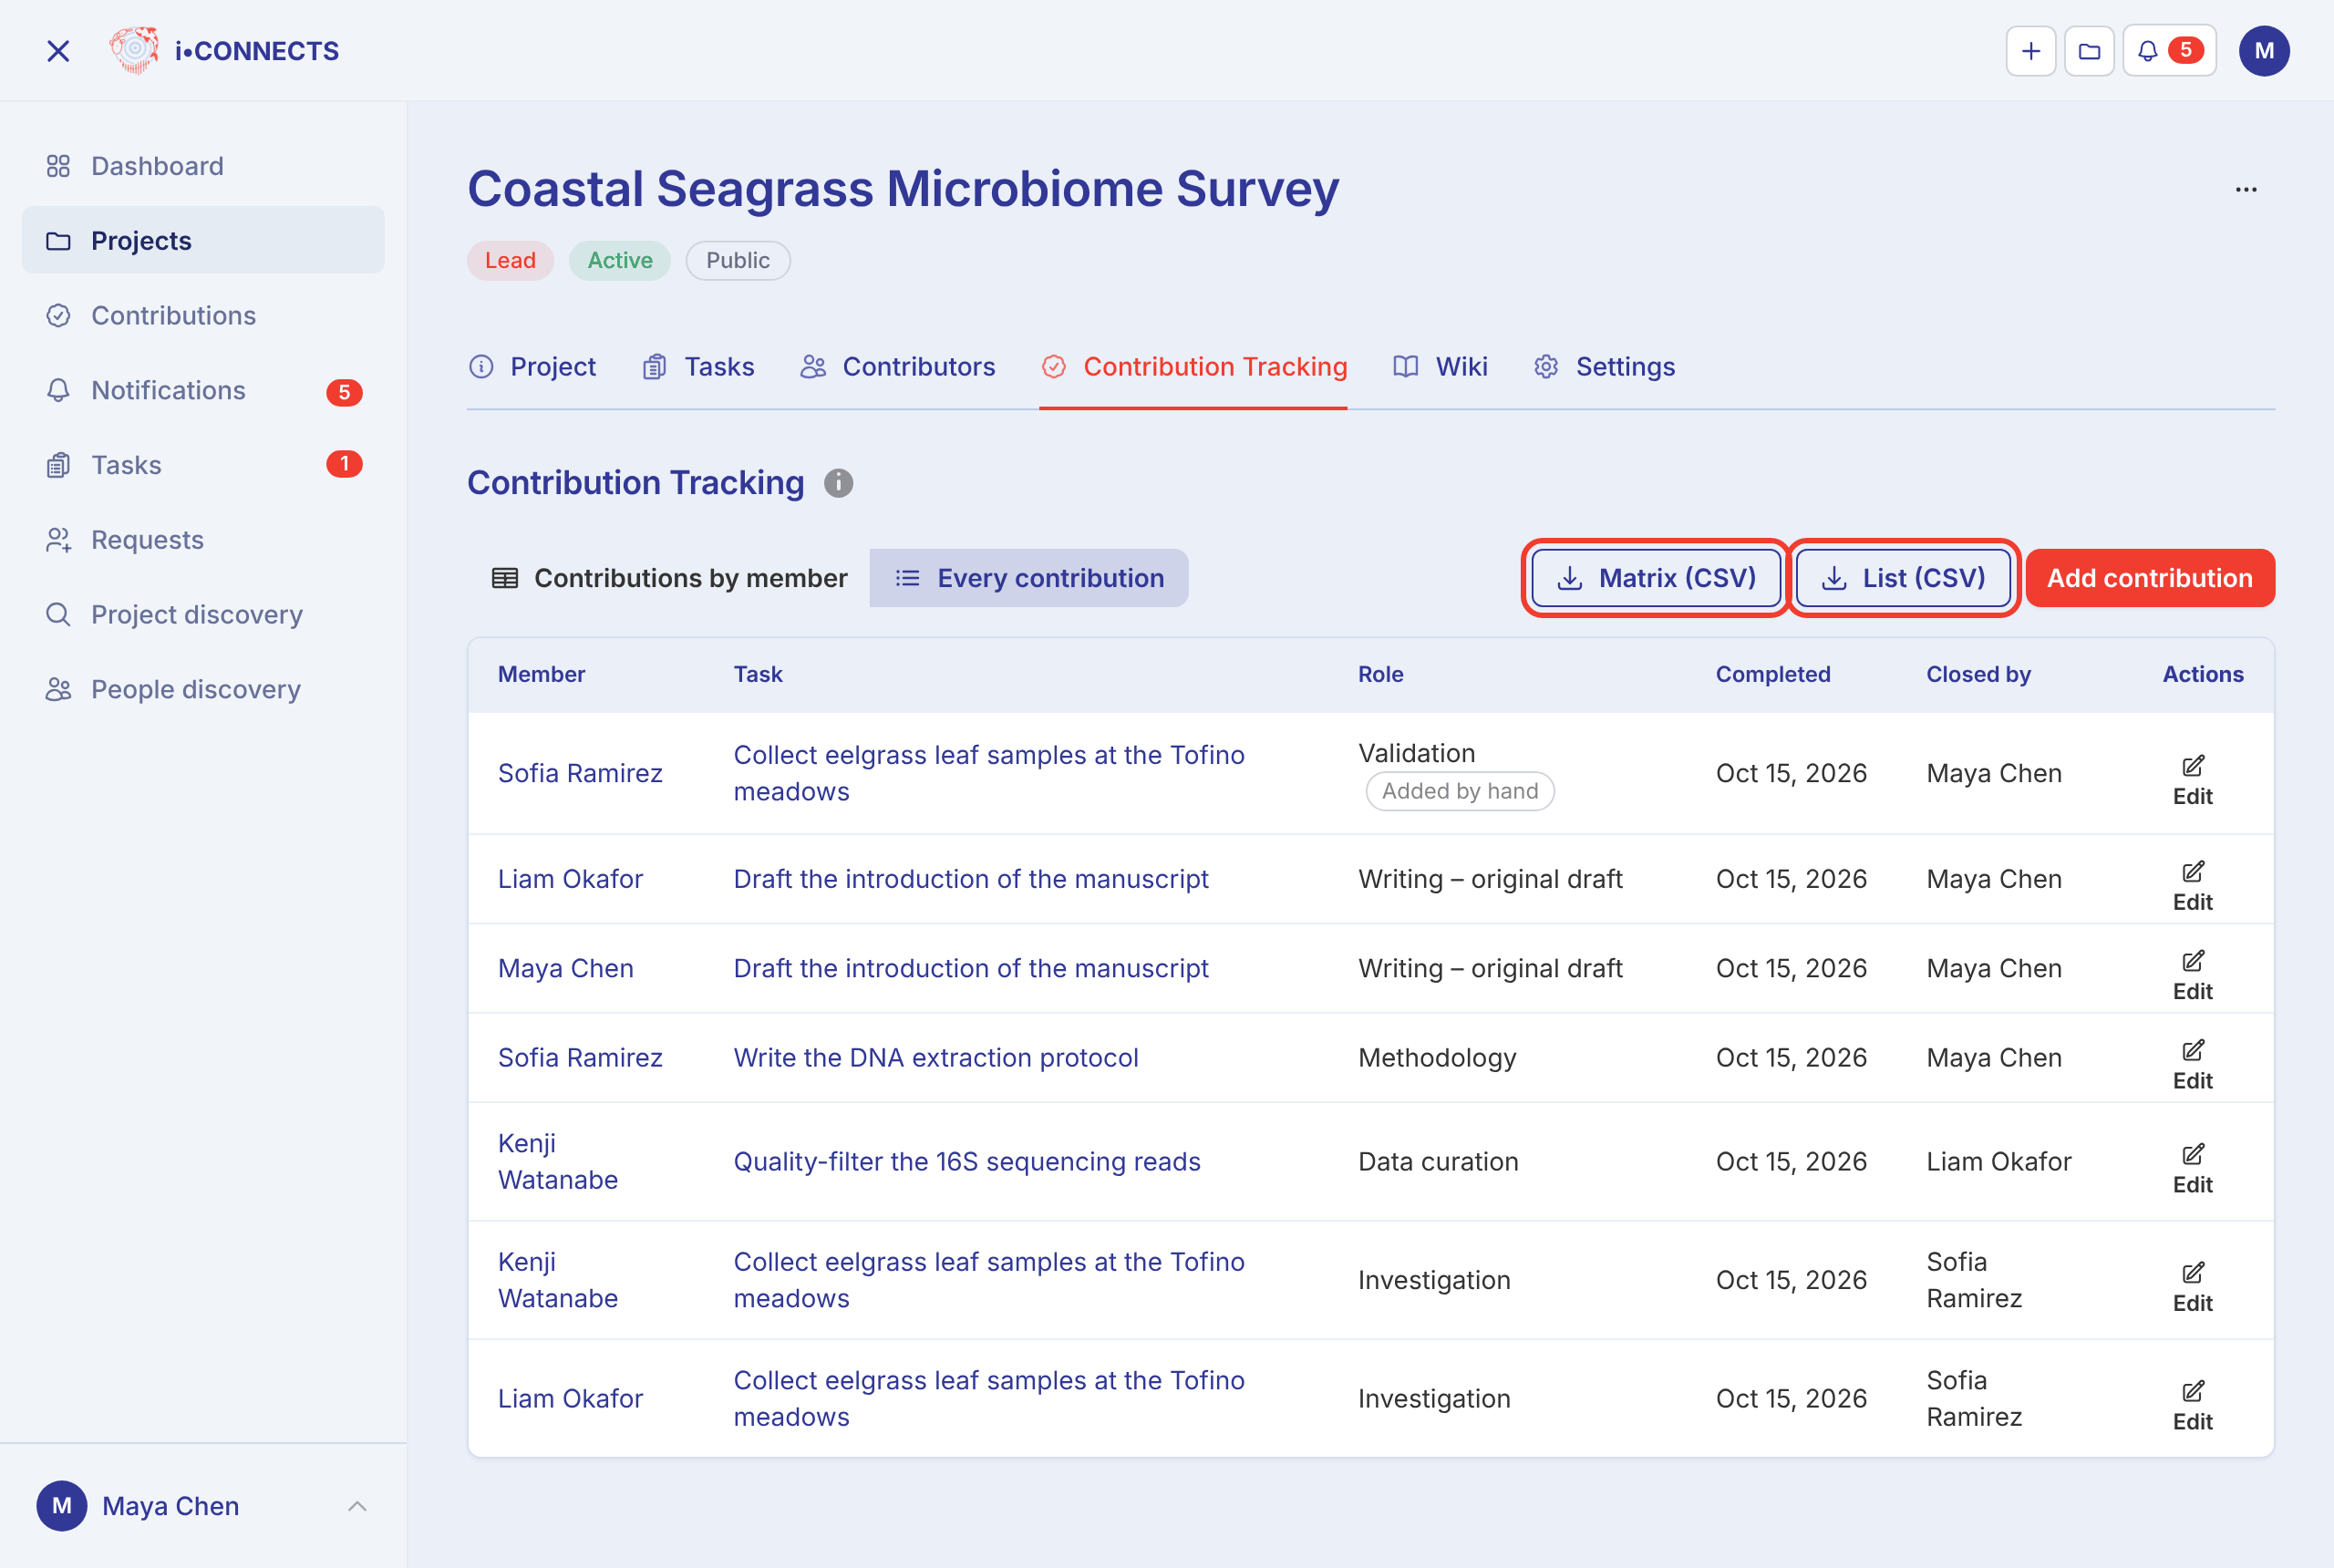 i•CONNECTS
5
M
Dashboard
Projects
Contributions
Notifications
5
Tasks
1
Requests
Project discovery
People discovery
M
Maya Chen
Coastal Seagrass Microbiome Survey
...
Lead
Active
Public
Project
Tasks
Contributors
Contribution Tracking
Wiki
Settings
Contribution Tracking
Contributions by member
Every contribution
Matrix (CSV)
List (CSV)
Add contribution
Member
Task
Role
Completed
Closed by
Actions
Sofia Ramirez
Collect eelgrass leaf samples at the Tofino
meadows
Validation
Added by hand
Oct 15, 2026
Maya Chen
Edit
Liam Okafor
Draft the introduction of the manuscript
Writing – original draft
Oct 15, 2026
Maya Chen
Edit
Maya Chen
Draft the introduction of the manuscript
Writing – original draft
Oct 15, 2026
Maya Chen
Edit
Sofia Ramirez
Write the DNA extraction protocol
Methodology
Oct 15, 2026
Maya Chen
Edit
Kenji
Watanabe
Quality-filter the 16S sequencing reads
Data curation
Oct 15, 2026
Liam Okafor
Edit
Kenji
Watanabe
Collect eelgrass leaf samples at the Tofino
meadows
Investigation
Oct 15, 2026
Sofia
Ramirez
Edit
Liam Okafor
Collect eelgrass leaf samples at the Tofino
meadows
Investigation
Oct 15, 2026
Sofia
Ramirez
Edit